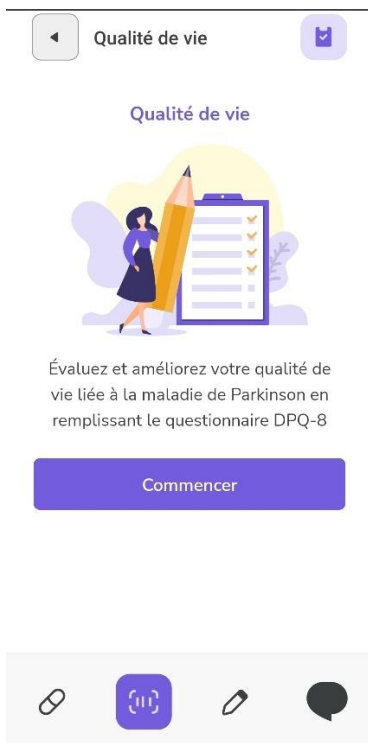 Qualité de vie
Qualité de vie
Évaluez et améliorez votre qualité de
vie liée à la maladie de Parkinson en
remplissant le questionnaire DPQ-8
Commencer